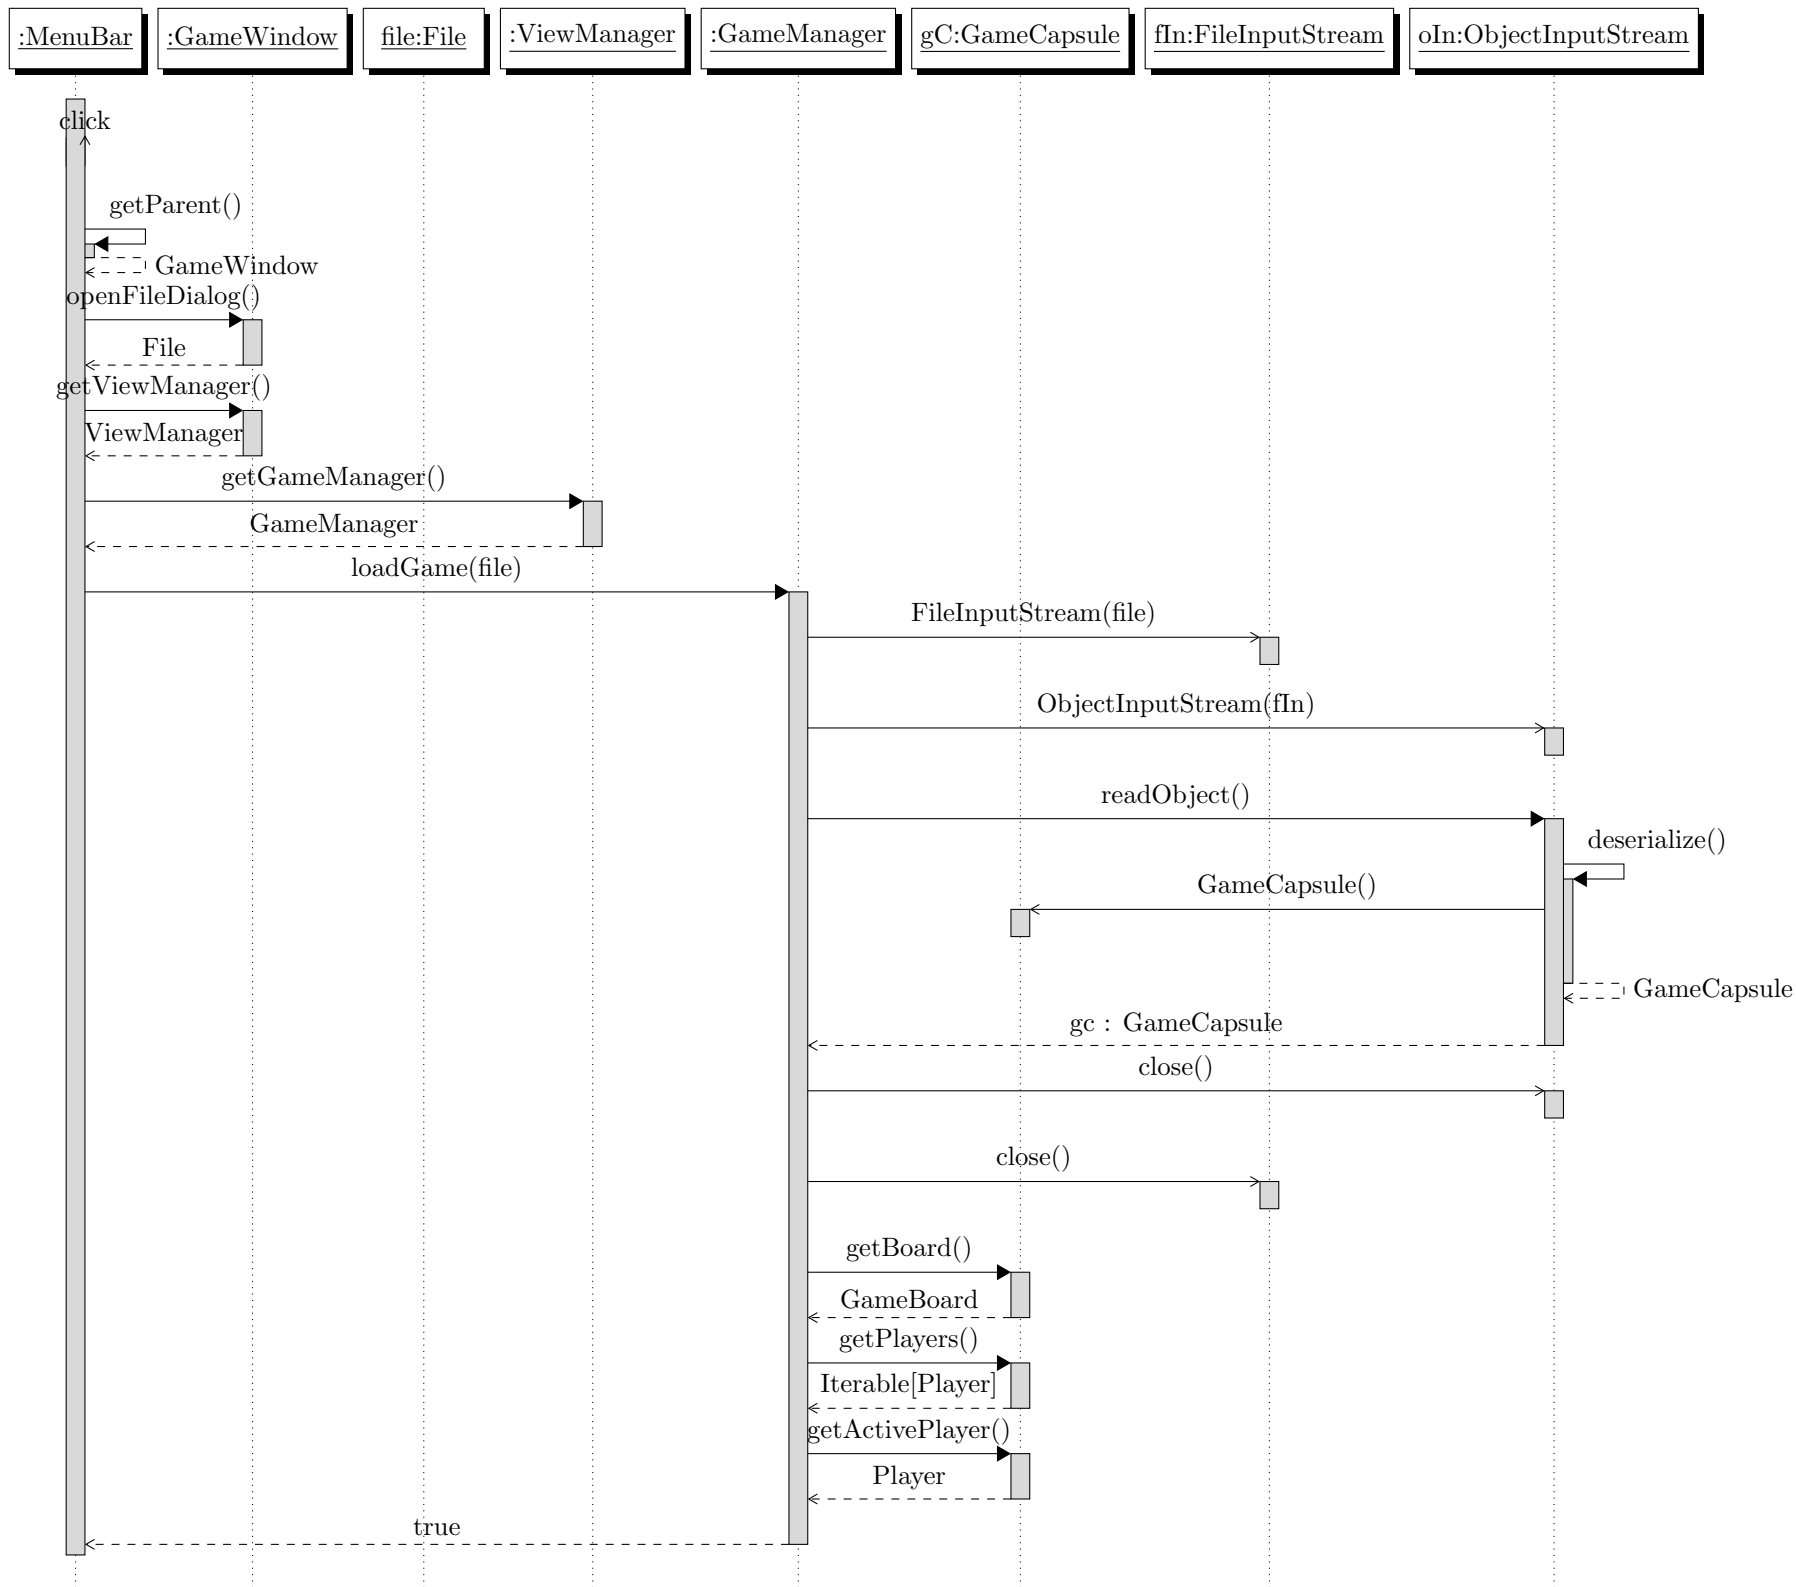 :MenuBar
:GameWindow
file:File
:ViewManager
:GameManager
gC:GameCapsule
fIn:FileInputStream
oIn:ObjectInputStream
click
getParent()
GameWindow
openFileDialog()
File
getViewManager()
ViewManager
getGameManager()
GameManager
loadGame(file)
FileInputStream(file)
ObjectInputStream(fIn)
readObject()
deserialize()
GameCapsule()
GameCapsule
gc : GameCapsule
close()
close()
getBoard()
GameBoard
getPlayers()
Iterable[Player]
getActivePlayer()
Player
true